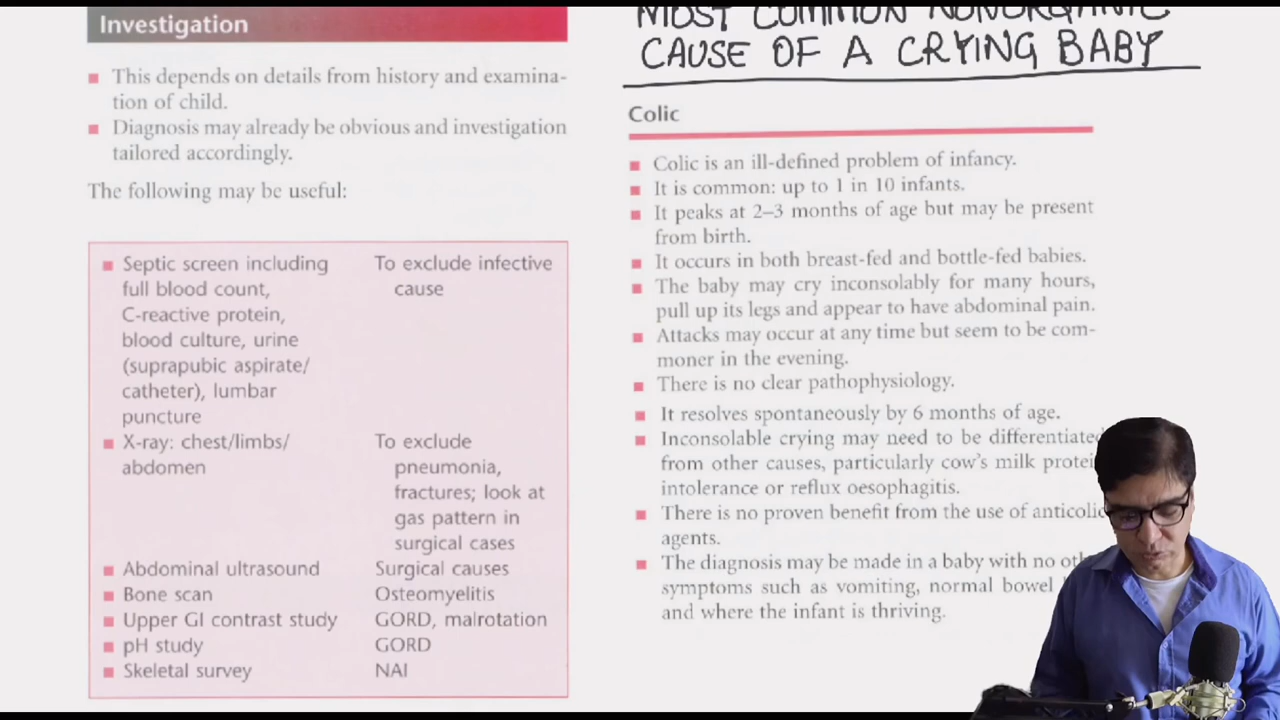 Investigation
This depends on details from history and examina-
tion of child.
Diagnosis may already be obvious and investigation
tailored accordingly.
The following may be useful:
Septic screen including
full blood count,
C-reactive protein,
blood culture, urine
(suprapubic aspirate/
catheter), lumbar
puncture
To exclude infective
cause
X-ray: chest/limbs/
abdomen
To exclude
pneumonia,
fractures; look at
gas pattern in
surgical cases
Abdominal ultrasound
Surgical causes
Bone scan
Osteomyelitis
Upper GI contrast study
GORD, malrotation
pH study
GORD
Skeletal survey
NAI
MOST COMMON NONORGANIC
CAUSE OF A CRYING BABY
Colic
Colic is an ill-defined problem of infancy.
It is common: up to 1 in 10 infants.
It peaks at 2–3 months of age but may be present
from birth.
It occurs in both breast-fed and bottle-fed babies.
The baby may cry inconsolably for many hours,
pull up its legs and appear to have abdominal pain.
Attacks may occur at any time but seem to be com-
moner in the evening.
There is no clear pathophysiology.
It resolves spontaneously by 6 months of age.
Inconsolable crying may need to be differentiated
from other causes, particularly cow's milk
intolerance or reflux oesophagitis.
There is no proven benefit from the use of
agents.
The diagnosis may be made in a baby with no
symptoms such as vomiting, normal bowel
and where the infant is thriving.